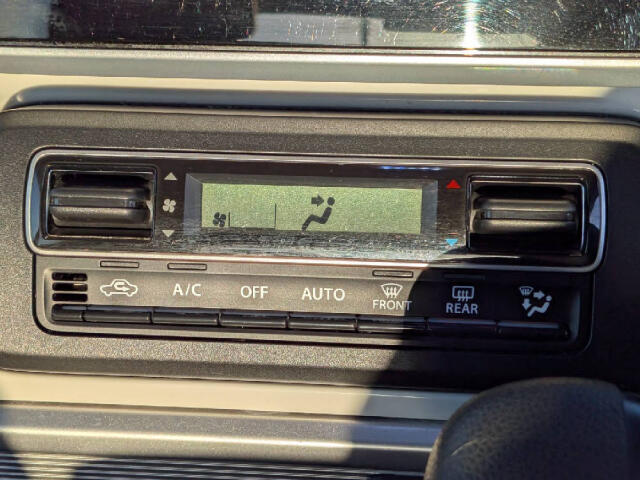 A/C OFF AUTO FRONT REAR